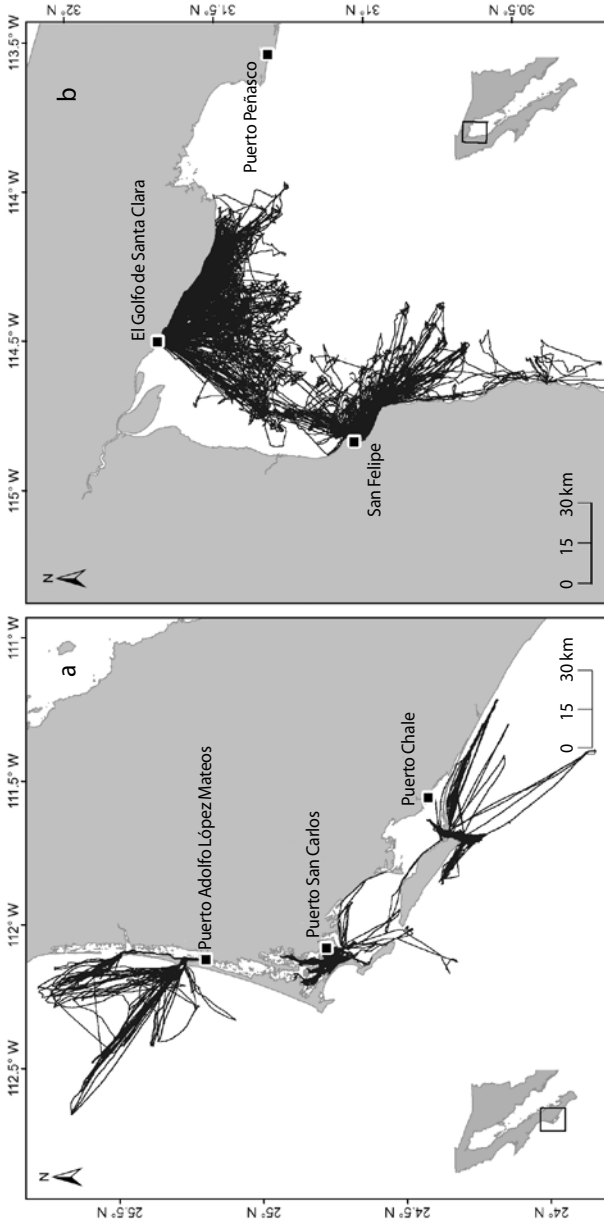 112.5° W
112° W
111.5° W
111° W
N
a
25.5° N
25° N
24.5° N
24° N
Puerto Adolfo López Mateos
Puerto San Carlos
Puerto Chale
0 15 30 km
115° W
114.5° W
114° W
113.5° W
N
b
32° N
31.5° N
31° N
30.5° N
El Golfo de Santa Clara
Puerto Peñasco
San Felipe
0 15 30 km